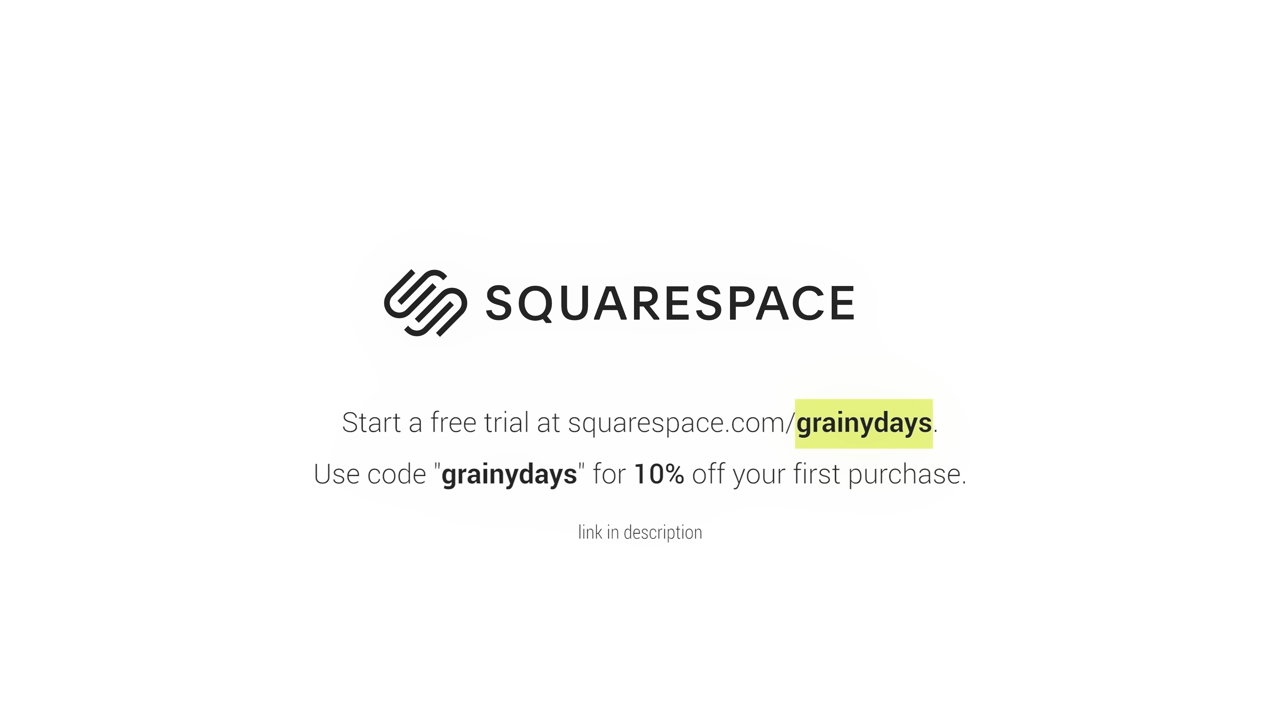 SQUARESPACE
Start a free trial at squarespace.com/grainydays.
Use code "grainydays" for 10% off your first purchase.
link in description